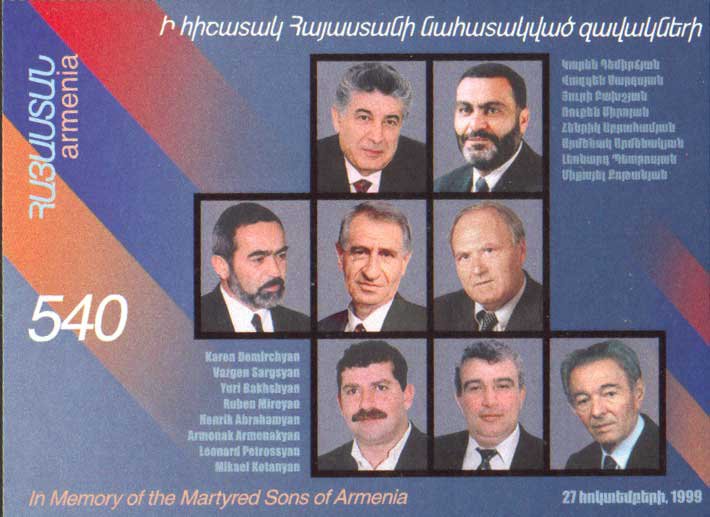 Ի հիշատակ Հայաստանի նահատակված զավակների
ՀԱՅԱՍՏԱՆ
armenia
Կարեն Դեմիրճյան
Վազգեն Սարգսյան
Յուրի Բախշյան
Ռուբեն Միրոյան
Հենրիկ Աբրահամյան
Արմենակ Արմենակյան
Լեոնարդ Պետրոսյան
Միքայել Քոթանյան
540
Karen Demirchyan
Vazgen Sargsyan
Yuri Bakhshyan
Ruben Miroyan
Henrik Abrahamyan
Armenak Armenakyan
Leonard Petrossyan
Mikael Kotanyan
In Memory of the Martyred Sons of Armenia
27 հոկտեմբերի, 1999